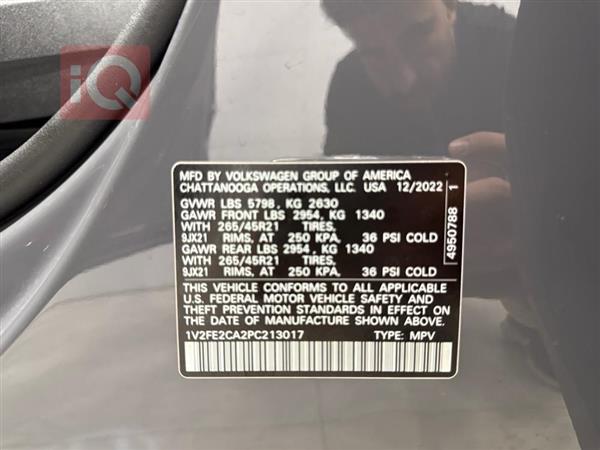 iQ
MFD BY VOLKSWAGEN GROUP OF AMERICA
CHATTANOOGA OPERATIONS, LLC. USA 12/2022
GVWR LBS 5798, KG 2630
GAWR FRONT LBS 2954, KG 1340
WITH 265/45R21 TIRES,
9JX21 RIMS, AT 250 KPA, 36 PSI COLD
GAWR REAR LBS 2954, KG 1340
WITH 265/45R21 TIRES,
9JX21 RIMS, AT 250 KPA, 36 PSI COLD
THIS VEHICLE CONFORMS TO ALL APPLICABLE
U.S. FEDERAL MOTOR VEHICLE SAFETY AND
THEFT PREVENTION STANDARDS IN EFFECT ON
THE DATE OF MANUFACTURE SHOWN ABOVE.
1V2FE2CA2PC213017 TYPE: MPV
4950788 1